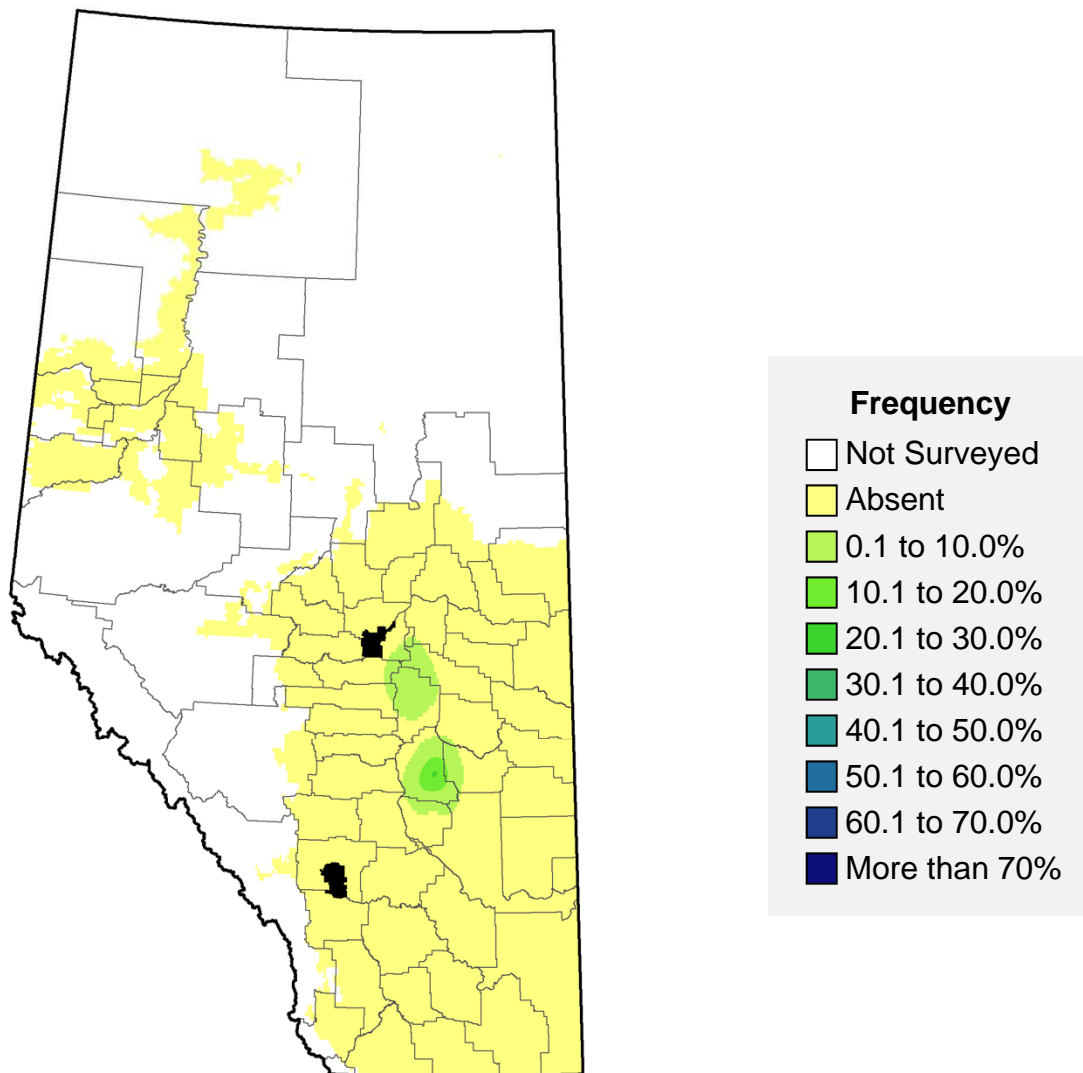 Frequency
Not Surveyed
Absent
0.1 to 10.0%
10.1 to 20.0%
20.1 to 30.0%
30.1 to 40.0%
40.1 to 50.0%
50.1 to 60.0%
60.1 to 70.0%
More than 70%